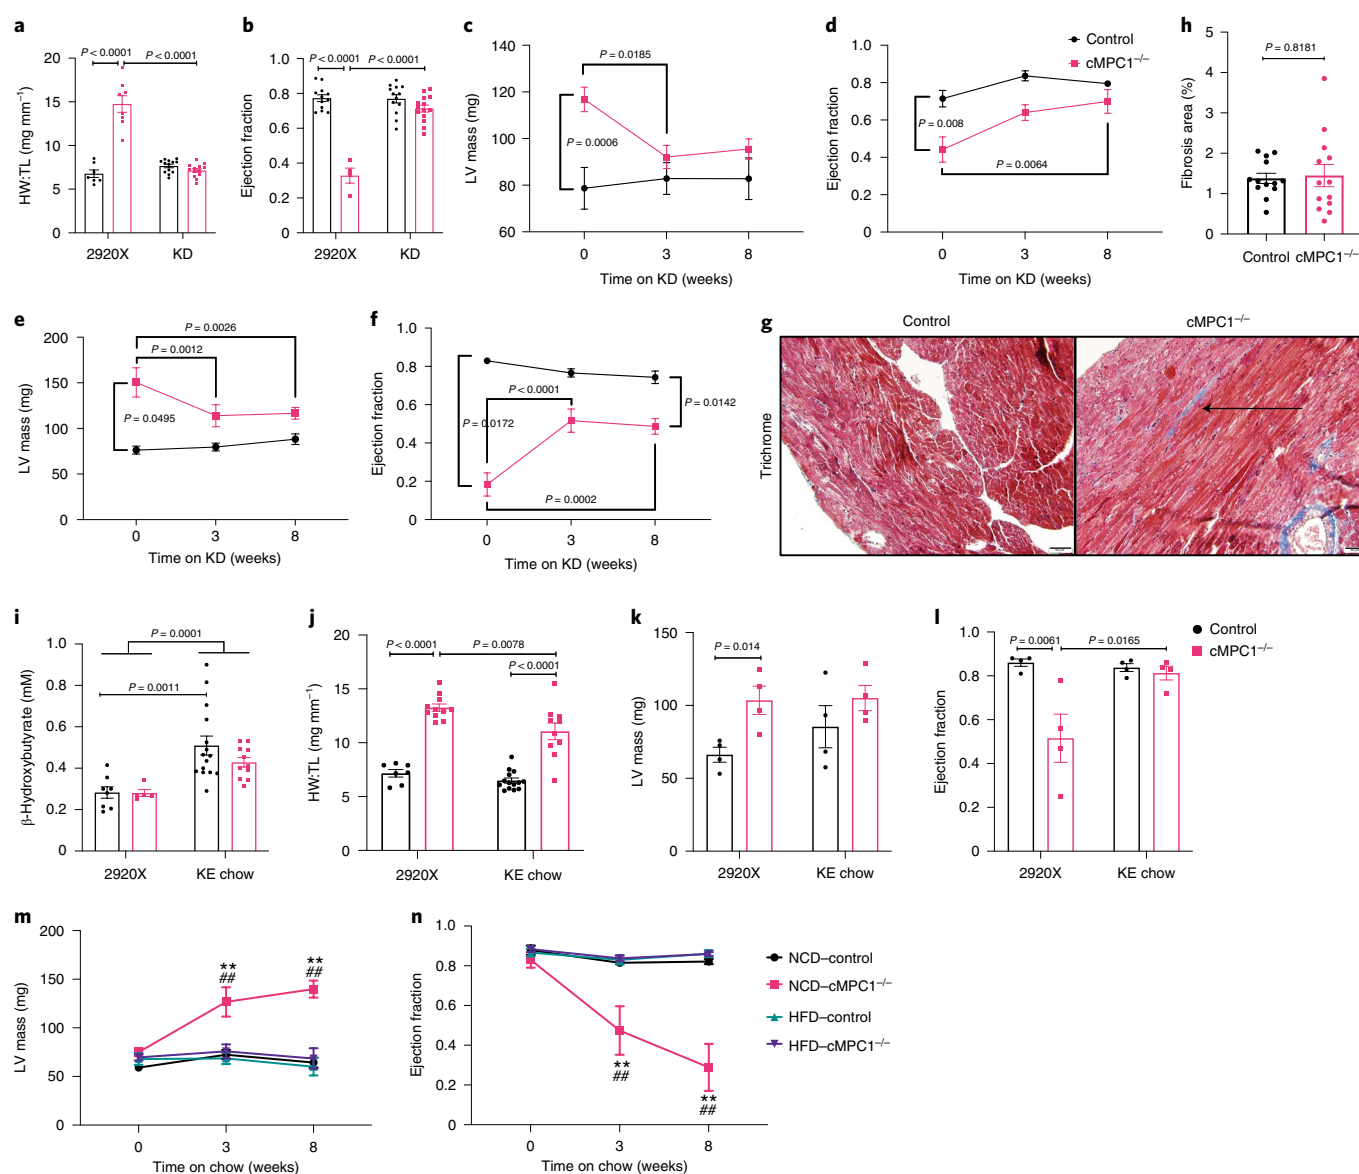 a
P < 0.0001
P < 0.0001
HW:TL (mg mm⁻¹)
20
15
10
5
0
2920X
KD
b
P < 0.0001
P < 0.0001
Ejection fraction
1.0
0.8
0.6
0.4
0.2
0
2920X
KD
c
LV mass (mg)
140
120
100
80
60
P = 0.0185
P = 0.0006
0
3
8
Time on KD (weeks)
d
Ejection fraction
1.0
0.8
0.6
0.4
0.2
0
Control
cMPC1⁻/⁻
P = 0.008
P = 0.0064
0
3
8
Time on KD (weeks)
h
P = 0.8181
Fibrosis area (%)
5
4
3
2
1
0
Control
cMPC1⁻/⁻
e
LV mass (mg)
200
150
100
50
0
P = 0.0026
P = 0.0012
P = 0.0495
0
3
8
Time on KD (weeks)
f
Ejection fraction
1.0
0.8
0.6
0.4
0.2
0
P < 0.0001
P = 0.0172
P = 0.0142
P = 0.0002
0
3
8
Time on KD (weeks)
g
Control
cMPC1⁻/⁻
Trichrome
i
β-Hydroxybutyrate (mM)
1.0
0.8
0.6
0.4
0.2
0
P = 0.0001
P = 0.0011
2920X
KE chow
j
HW:TL (mg mm⁻¹)
20
15
10
5
0
P < 0.0001
P = 0.0078
P < 0.0001
2920X
KE chow
k
LV mass (mg)
150
100
50
0
P = 0.014
2920X
KE chow
l
Ejection fraction
1.0
0.8
0.6
0.4
0.2
0
P = 0.0061
P = 0.0165
2920X
KE chow
Control
cMPC1⁻/⁻
m
LV mass (mg)
200
150
100
50
0
**
##
**
##
0
3
8
Time on chow (weeks)
n
Ejection fraction
1.0
0.8
0.6
0.4
0.2
0
**
##
**
##
0
3
8
Time on chow (weeks)
NCD–control
NCD–cMPC1⁻/⁻
HFD–control
HFD–cMPC1⁻/⁻